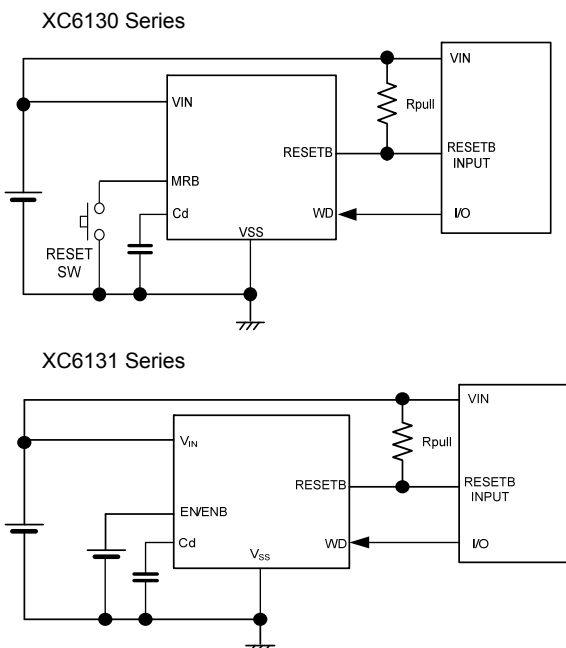 XC6130 Series
VIN
VIN
Rpull
RESETB
RESETB
INPUT
MRB
Cd
WD
I/O
VSS
RESET
SW
XC6131 Series
VIN
VIN
Rpull
RESETB
RESETB
INPUT
EN/ENB
Cd
WD
I/O
VSS